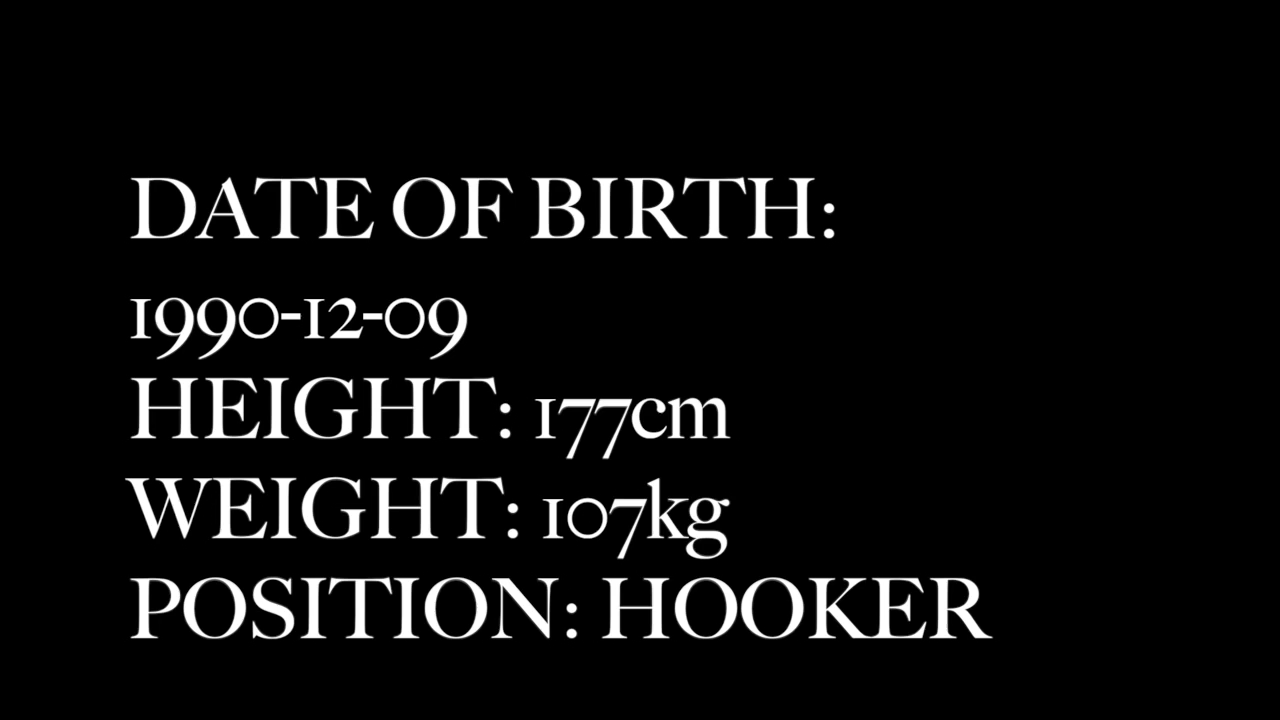 DATE OF BIRTH:
1990-12-09
HEIGHT: 177cm
WEIGHT: 107kg
POSITION: HOOKER